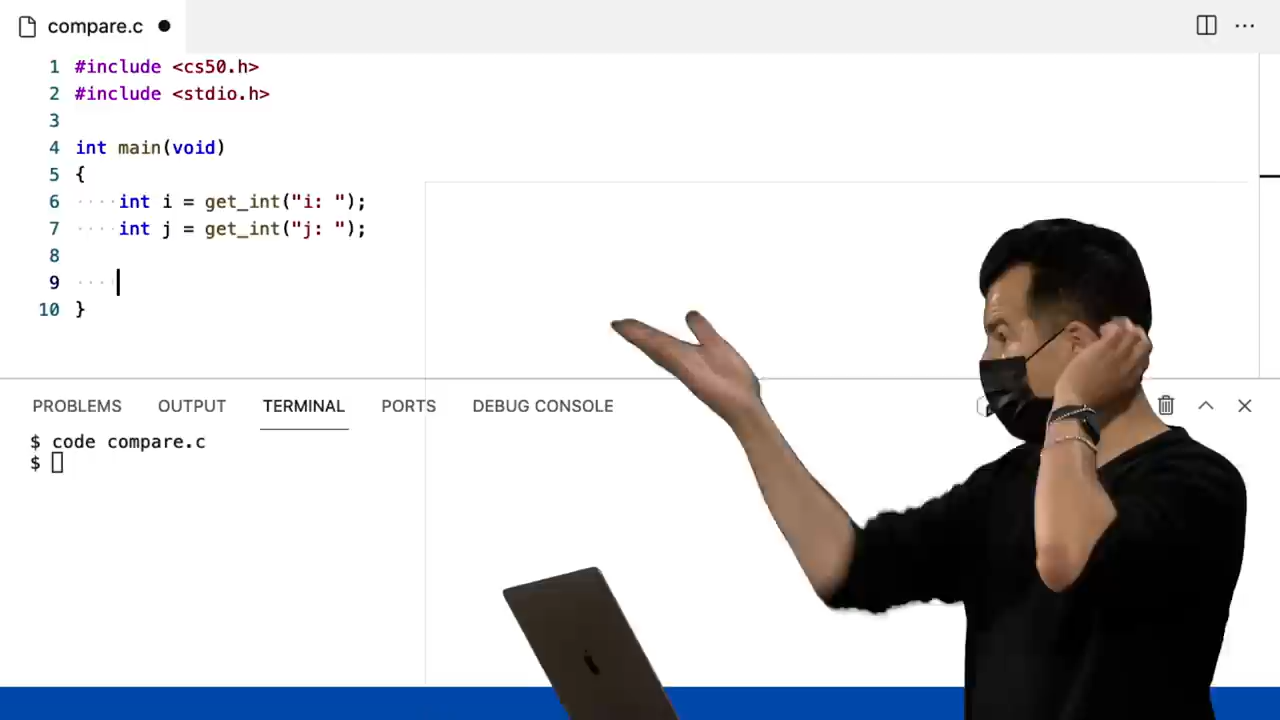 compare.c
1 #include <cs50.h>
2 #include <stdio.h>
3
4 int main(void)
5 {
6 int i = get_int("i: ");
7 int j = get_int("j: ");
8
9
10 }
PROBLEMS OUTPUT TERMINAL PORTS DEBUG CONSOLE
$ code compare.c
$